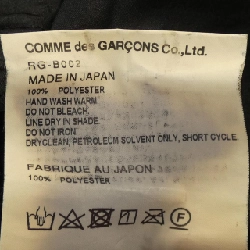 COMME des GARÇONS Co.,Ltd.
RG-B002
MADE IN JAPAN
100% POLYESTER
HAND WASH WARM
DO NOT BLEACH
LINE DRY IN SHADE
DO NOT IRON
DRYCLEAN, PETROLEUM SOLVENT ONLY, SHORT CYCLE
FABRIQUE AU JAPON
100% POLYESTER
F